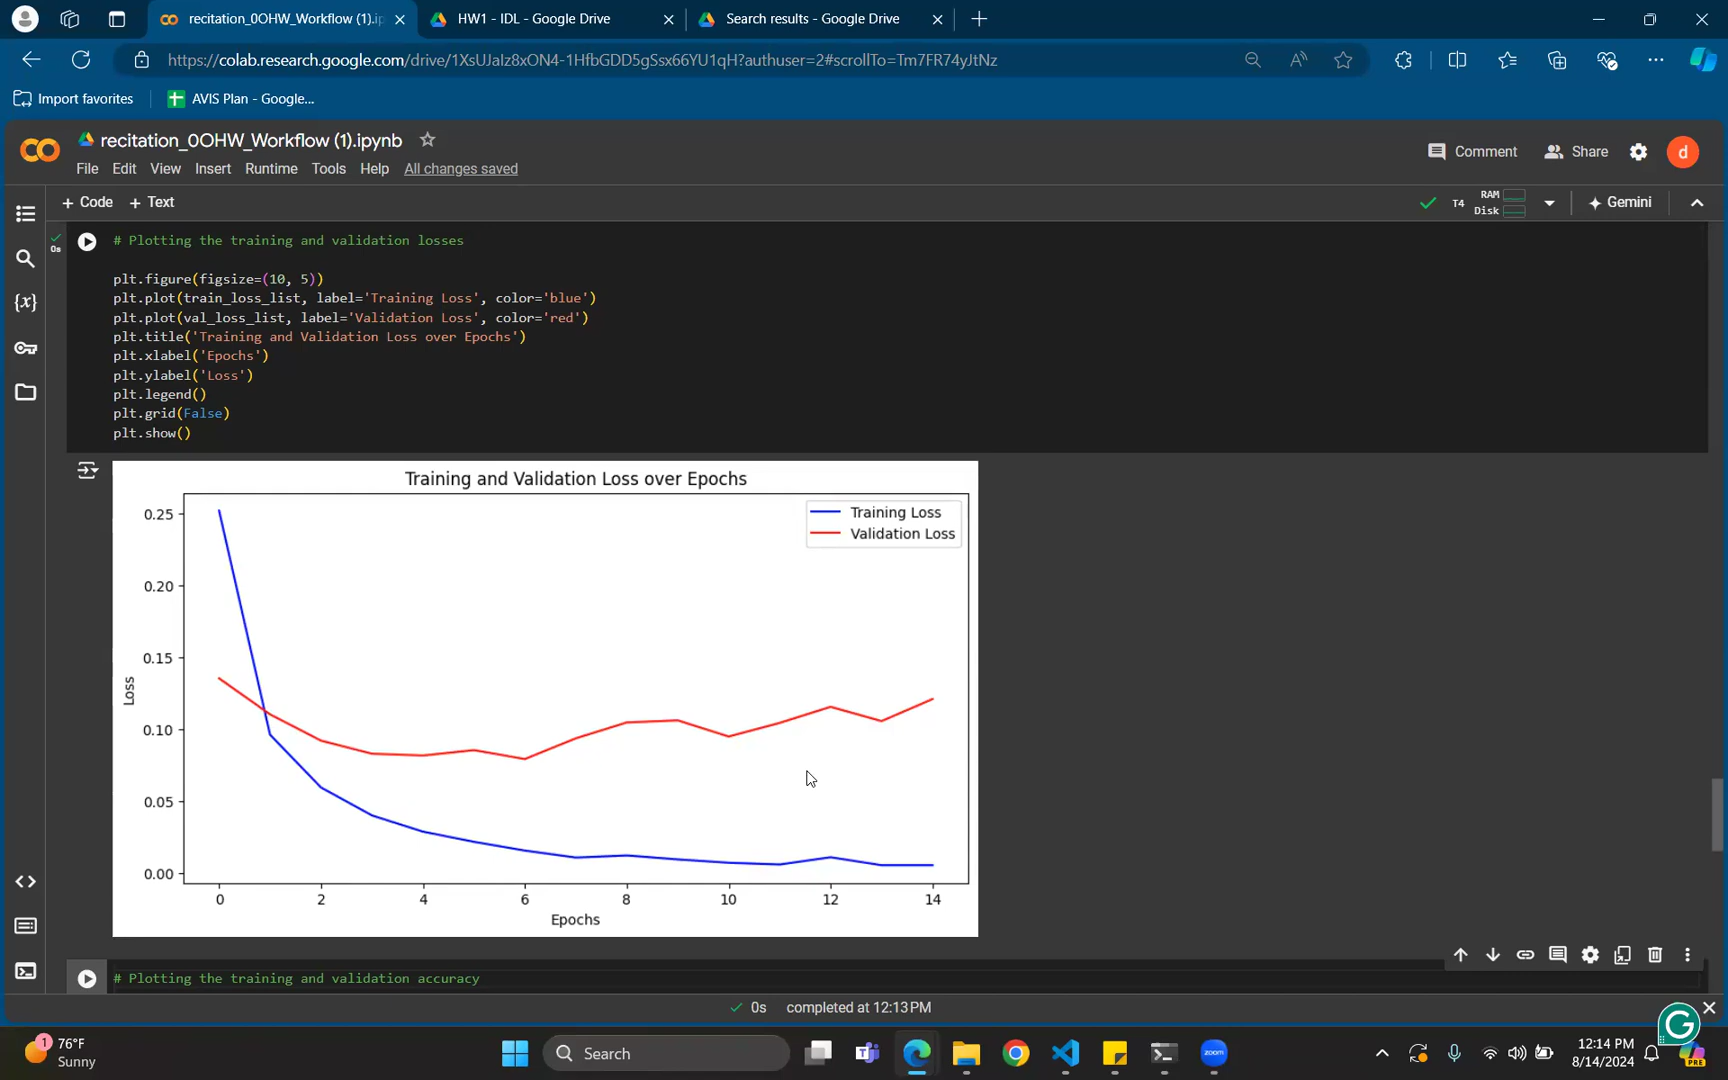 recitation_0OHW_Workflow (1).ip
HW1 - IDL - Google Drive
Search results - Google Drive
https://colab.research.google.com/drive/1XsUJaIz8xON4-1HfbGDD5gSsx66YU1qH?authuser=2#scrollTo=Tm7FR74yJtNz
Import favorites
AVIS Plan - Google...
CO
recitation_0OHW_Workflow (1).ipynb
Comment
Share
d
File Edit View Insert Runtime Tools Help All changes saved
+ Code + Text
T4
RAM
Disk
Gemini
0s
# Plotting the training and validation losses
plt.figure(figsize=(10, 5))
plt.plot(train_loss_list, label='Training Loss', color='blue')
plt.plot(val_loss_list, label='Validation Loss', color='red')
plt.title('Training and Validation Loss over Epochs')
plt.xlabel('Epochs')
plt.ylabel('Loss')
plt.legend()
plt.grid(False)
plt.show()
{x}
Training and Validation Loss over Epochs
Training Loss
Validation Loss
0.25
0.20
0.15
0.10
0.05
0.00
Loss
0 2 4 6 8 10 12 14
Epochs
# Plotting the training and validation accuracy
0s completed at 12:13 PM
1
76°F
Sunny
Search
zoom
12:14 PM
8/14/2024
PRE
G